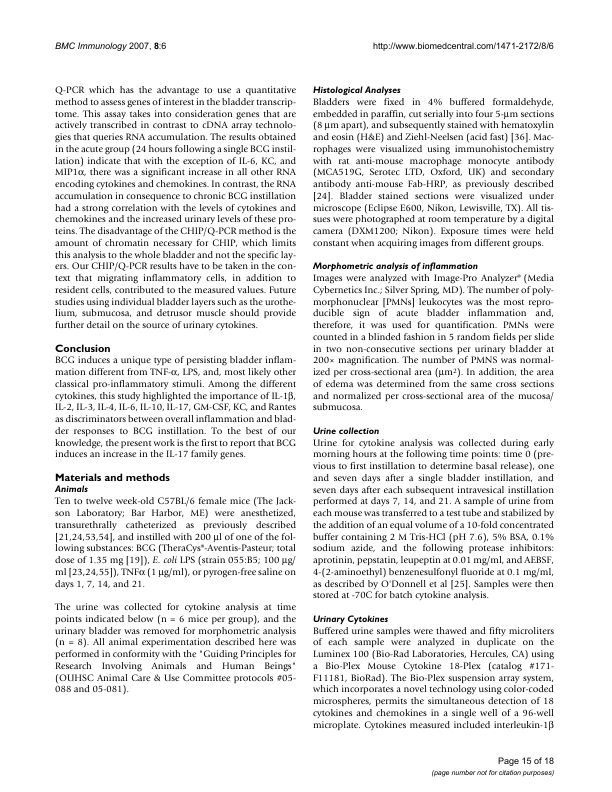 BMC Immunology 2007, 8:6
http://www.biomedcentral.com/1471-2172/8/6
Q-PCR which has the advantage to use a quantitative
method to assess genes of interest in the bladder transcrip-
tome. This assay takes into consideration genes that are
actively transcribed in contrast to cDNA array technolo-
gies that queries RNA accumulation. The results obtained
in the acute group (24 hours following a single BCG instil-
lation) indicate that with the exception of IL-6, KC, and
MIP1α, there was a significant increase in all other RNA
encoding cytokines and chemokines. In contrast, the RNA
accumulation in consequence to chronic BCG instillation
had a strong correlation with the levels of cytokines and
chemokines and the increased urinary levels of these pro-
teins. The disadvantage of the CHIP/Q-PCR method is the
amount of chromatin necessary for CHIP, which limits
this analysis to the whole bladder and not the specific lay-
ers. Our CHIP/Q-PCR results have to be taken in the con-
text that migrating inflammatory cells, in addition to
resident cells, contributed to the measured values. Future
studies using individual bladder layers such as the urothe-
lium, submucosa, and detrusor muscle should provide
further detail on the source of urinary cytokines.
Conclusion
BCG induces a unique type of persisting bladder inflam-
mation different from TNF-α, LPS, and, most likely other
classical pro-inflammatory stimuli. Among the different
cytokines, this study highlighted the importance of IL-1β,
IL-2, IL-3, IL-4, IL-6, IL-10, IL-17, GM-CSF, KC, and Rantes
as discriminators between overall inflammation and blad-
der responses to BCG instillation. To the best of our
knowledge, the present work is the first to report that BCG
induces an increase in the IL-17 family genes.
Materials and methods
Animals
Ten to twelve week-old C57BL/6 female mice (The Jack-
son Laboratory; Bar Harbor, ME) were anesthetized,
transurethrally catheterized as previously described
[21,24,53,54], and instilled with 200 μl of one of the fol-
lowing substances: BCG (TheraCys®-Aventis-Pasteur; total
dose of 1.35 mg [19]), E. coli LPS (strain 055:B5; 100 μg/
ml [23,24,55]), TNFα (1 μg/ml), or pyrogen-free saline on
days 1, 7, 14, and 21.
The urine was collected for cytokine analysis at time
points indicated below (n = 6 mice per group), and the
urinary bladder was removed for morphometric analysis
(n = 8). All animal experimentation described here was
performed in conformity with the "Guiding Principles for
Research Involving Animals and Human Beings"
(OUHSC Animal Care & Use Committee protocols #05-
088 and 05-081).
Histological Analyses
Bladders were fixed in 4% buffered formaldehyde,
embedded in paraffin, cut serially into four 5-μm sections
(8 μm apart), and subsequently stained with hematoxylin
and eosin (H&E) and Ziehl-Neelsen (acid fast) [36]. Mac-
rophages were visualized using immunohistochemistry
with rat anti-mouse macrophage monocyte antibody
(MCA519G, Serotec LTD, Oxford, UK) and secondary
antibody anti-mouse Fab-HRP, as previously described
[24]. Bladder stained sections were visualized under
microscope (Eclipse E600, Nikon, Lewisville, TX). All tis-
sues were photographed at room temperature by a digital
camera (DXM1200; Nikon). Exposure times were held
constant when acquiring images from different groups.
Morphometric analysis of inflammation
Images were analyzed with Image-Pro Analyzer® (Media
Cybernetics Inc.; Silver Spring, MD). The number of poly-
morphonuclear [PMNs] leukocytes was the most repro-
ducible sign of acute bladder inflammation and,
therefore, it was used for quantification. PMNs were
counted in a blinded fashion in 5 random fields per slide
in two non-consecutive sections per urinary bladder at
200× magnification. The number of PMNS was normal-
ized per cross-sectional area (μm²). In addition, the area
of edema was determined from the same cross sections
and normalized per cross-sectional area of the mucosa/
submucosa.
Urine collection
Urine for cytokine analysis was collected during early
morning hours at the following time points: time 0 (pre-
vious to first instillation to determine basal release), one
and seven days after a single bladder instillation, and
seven days after each subsequent intravesical instillation
performed at days 7, 14, and 21. A sample of urine from
each mouse was transferred to a test tube and stabilized by
the addition of an equal volume of a 10-fold concentrated
buffer containing 2 M Tris-HCl (pH 7.6), 5% BSA, 0.1%
sodium azide, and the following protease inhibitors:
aprotinin, pepstatin, leupeptin at 0.01 mg/ml, and AEBSF,
4-(2-aminoethyl) benzenesulfonyl fluoride at 0.1 mg/ml,
as described by O'Donnell et al [25]. Samples were then
stored at -70C for batch cytokine analysis.
Urinary Cytokines
Buffered urine samples were thawed and fifty microliters
of each sample were analyzed in duplicate on the
Luminex 100 (Bio-Rad Laboratories, Hercules, CA) using
a Bio-Plex Mouse Cytokine 18-Plex (catalog #171-
F11181, BioRad). The Bio-Plex suspension array system,
which incorporates a novel technology using color-coded
microspheres, permits the simultaneous detection of 18
cytokines and chemokines in a single well of a 96-well
microplate. Cytokines measured included interleukin-1β
Page 15 of 18
(page number not for citation purposes)